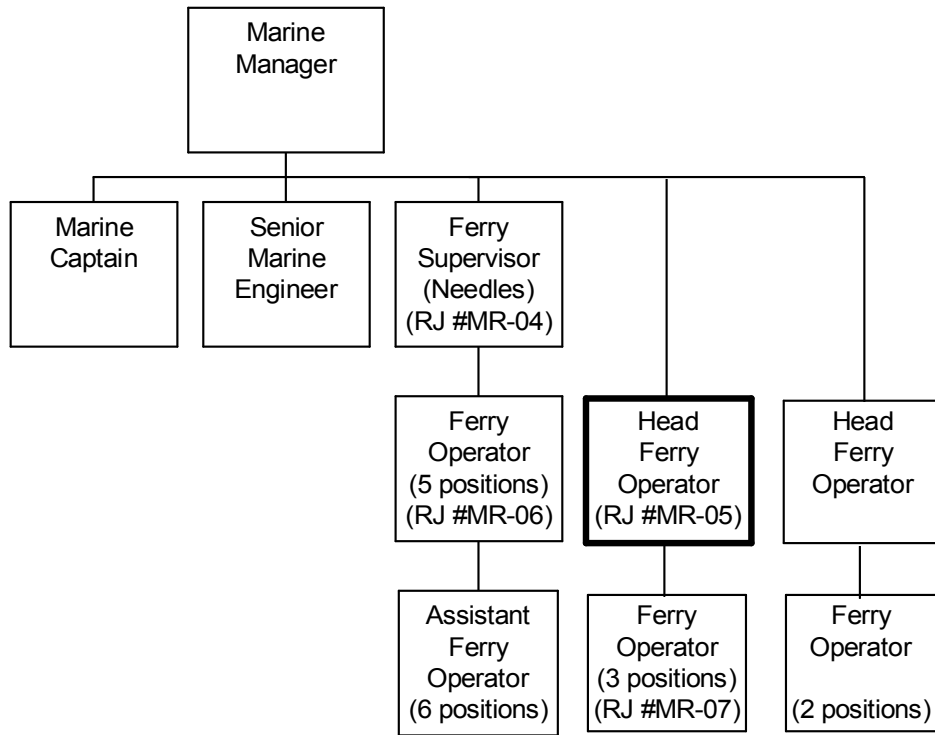 Marine
Manager
Marine
Captain
Senior
Marine
Engineer
Ferry
Supervisor
(Needles)
(RJ #MR-04)
Ferry
Operator
(5 positions)
(RJ #MR-06)
Head
Ferry
Operator
(RJ #MR-05)
Head
Ferry
Operator
Assistant
Ferry
Operator
(6 positions)
Ferry
Operator
(3 positions)
(RJ #MR-07)
Ferry
Operator
(2 positions)